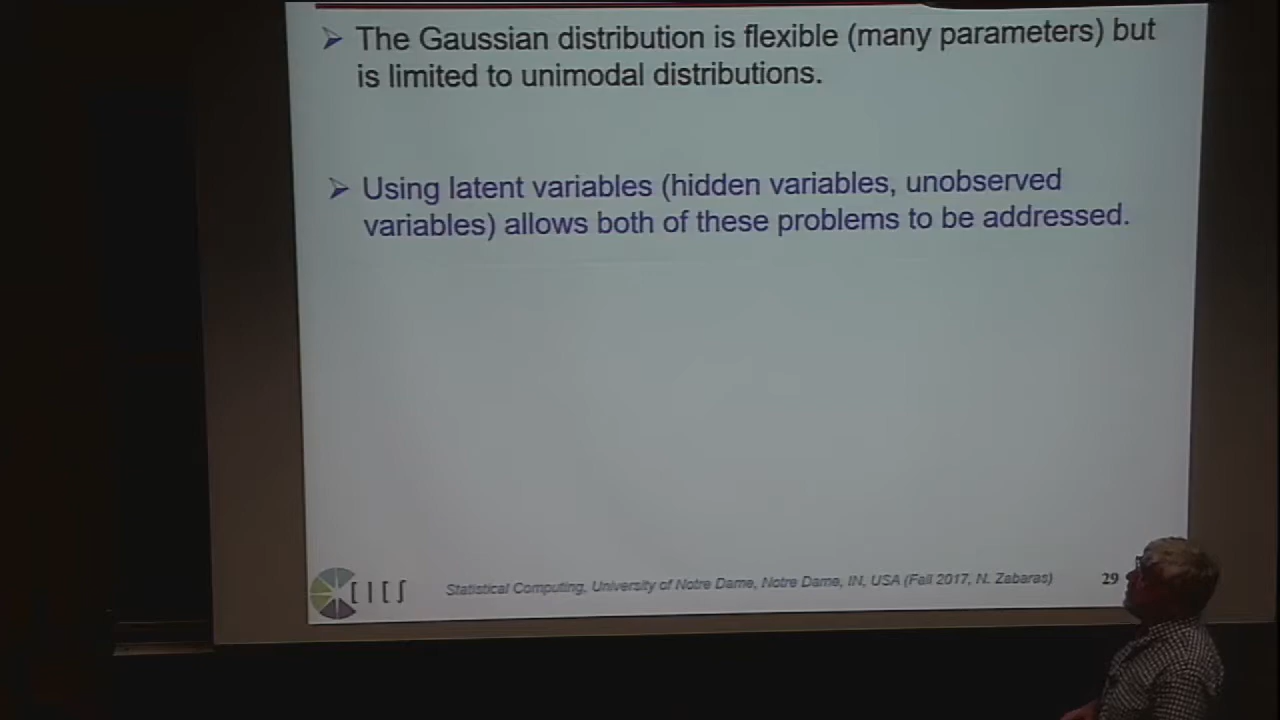 ➢ The Gaussian distribution is flexible (many parameters) but
is limited to unimodal distributions.
➢ Using latent variables (hidden variables, unobserved
variables) allows both of these problems to be addressed.
CICS
Statistical Computing, University of Notre Dame, Notre Dame, IN, USA (Fall 2017, N. Zabaras)
29